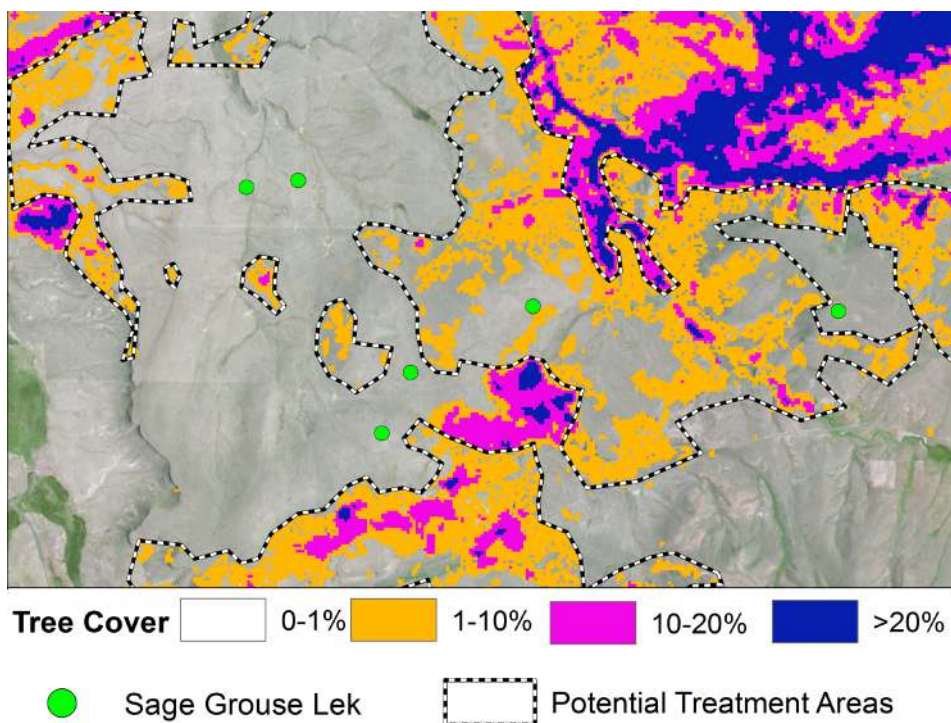 Tree Cover 0-1% 1-10% 10-20% >20%
Sage Grouse Lek Potential Treatment Areas